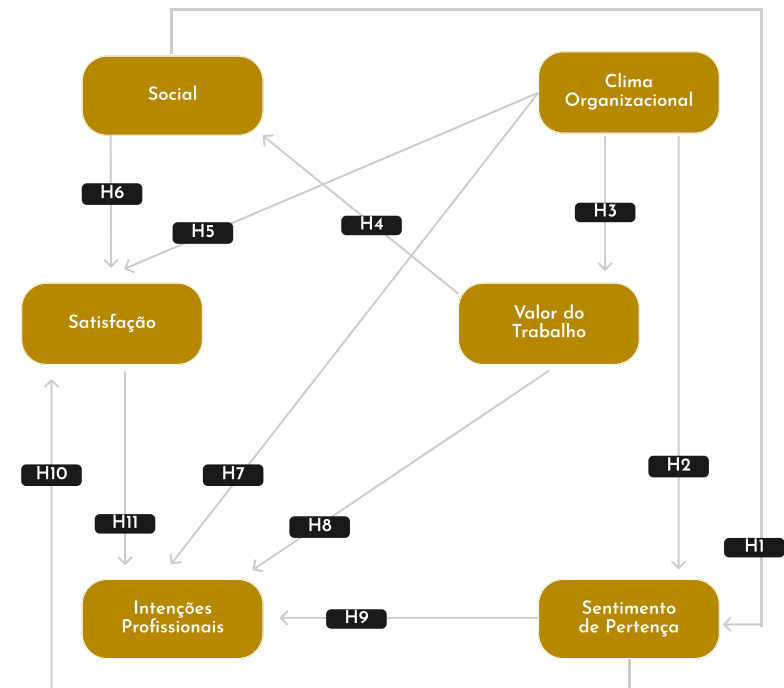 Social
Clima
Organizacional
H6
H5
H4
H3
Satisfação
Valor do
Trabalho
H10
H11
H7
H8
H2
H1
Intenções
Profissionais
H9
Sentimento
de Pertença